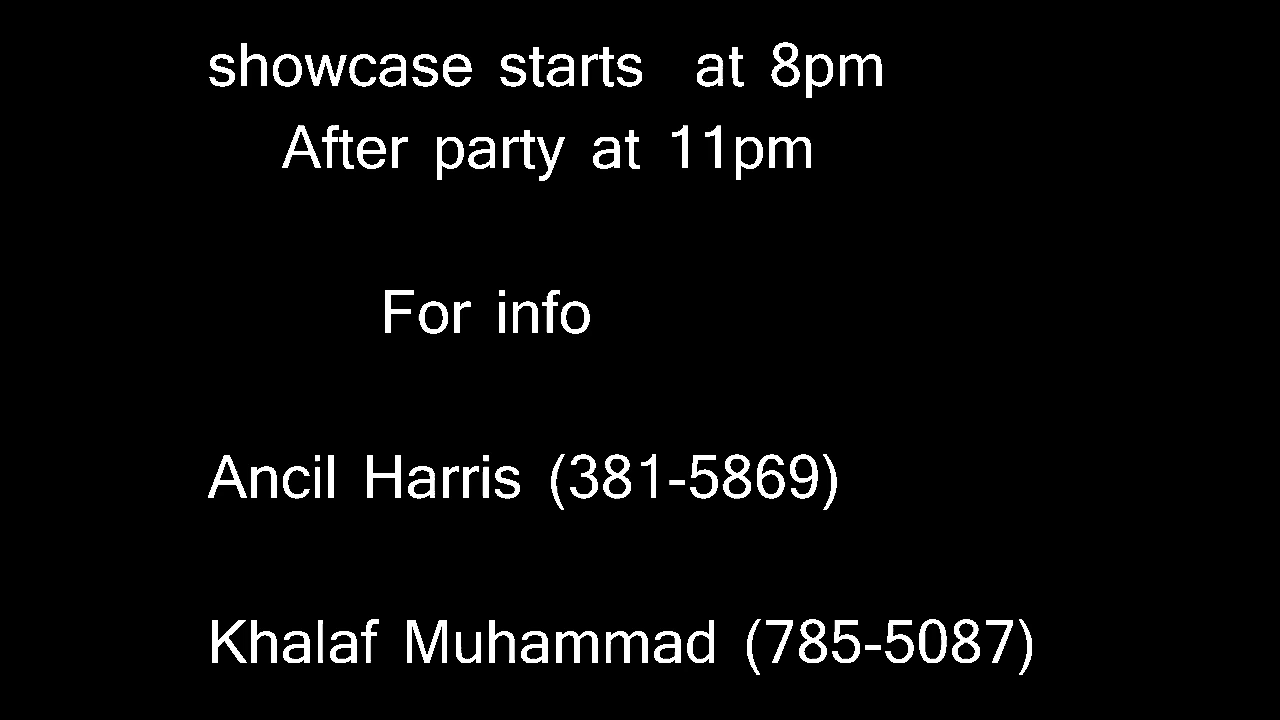 showcase starts at 8pm
After party at 11pm
For info
Ancil Harris (381-5869)
Khalaf Muhammad (785-5087)